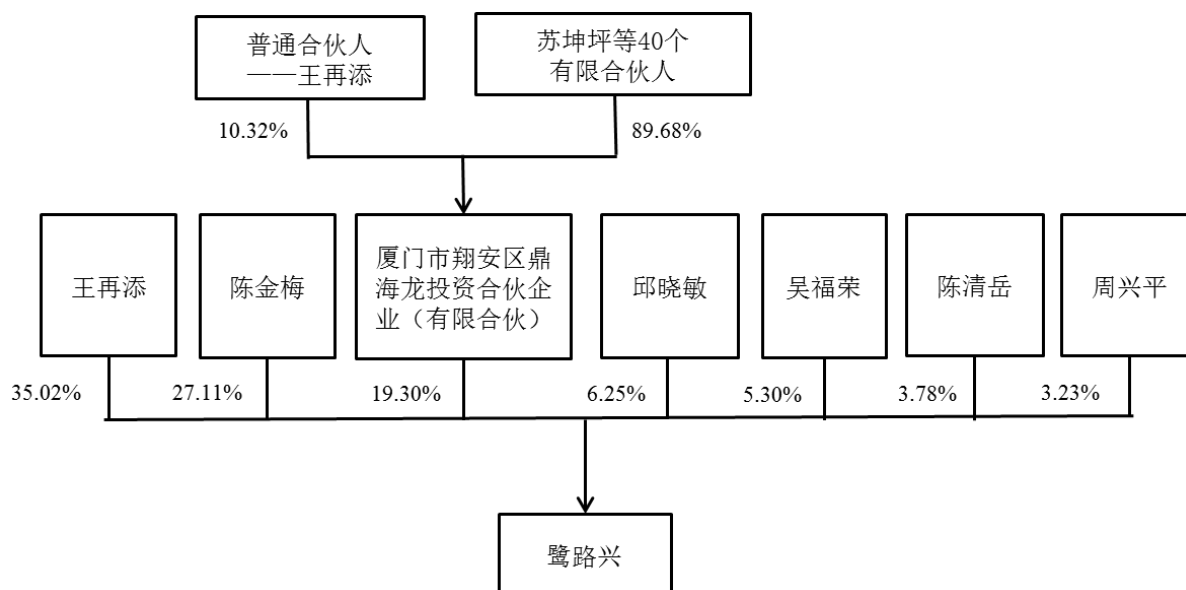 普通合伙人
——王再添
苏坤坪等40个
有限合伙人
10.32%
89.68%
王再添
陈金梅
厦门市翔安区鼎
海龙投资合伙企
业（有限合伙）
邱晓敏
吴福荣
陈清岳
周兴平
35.02%
27.11%
19.30%
6.25%
5.30%
3.78%
3.23%
鹭路兴